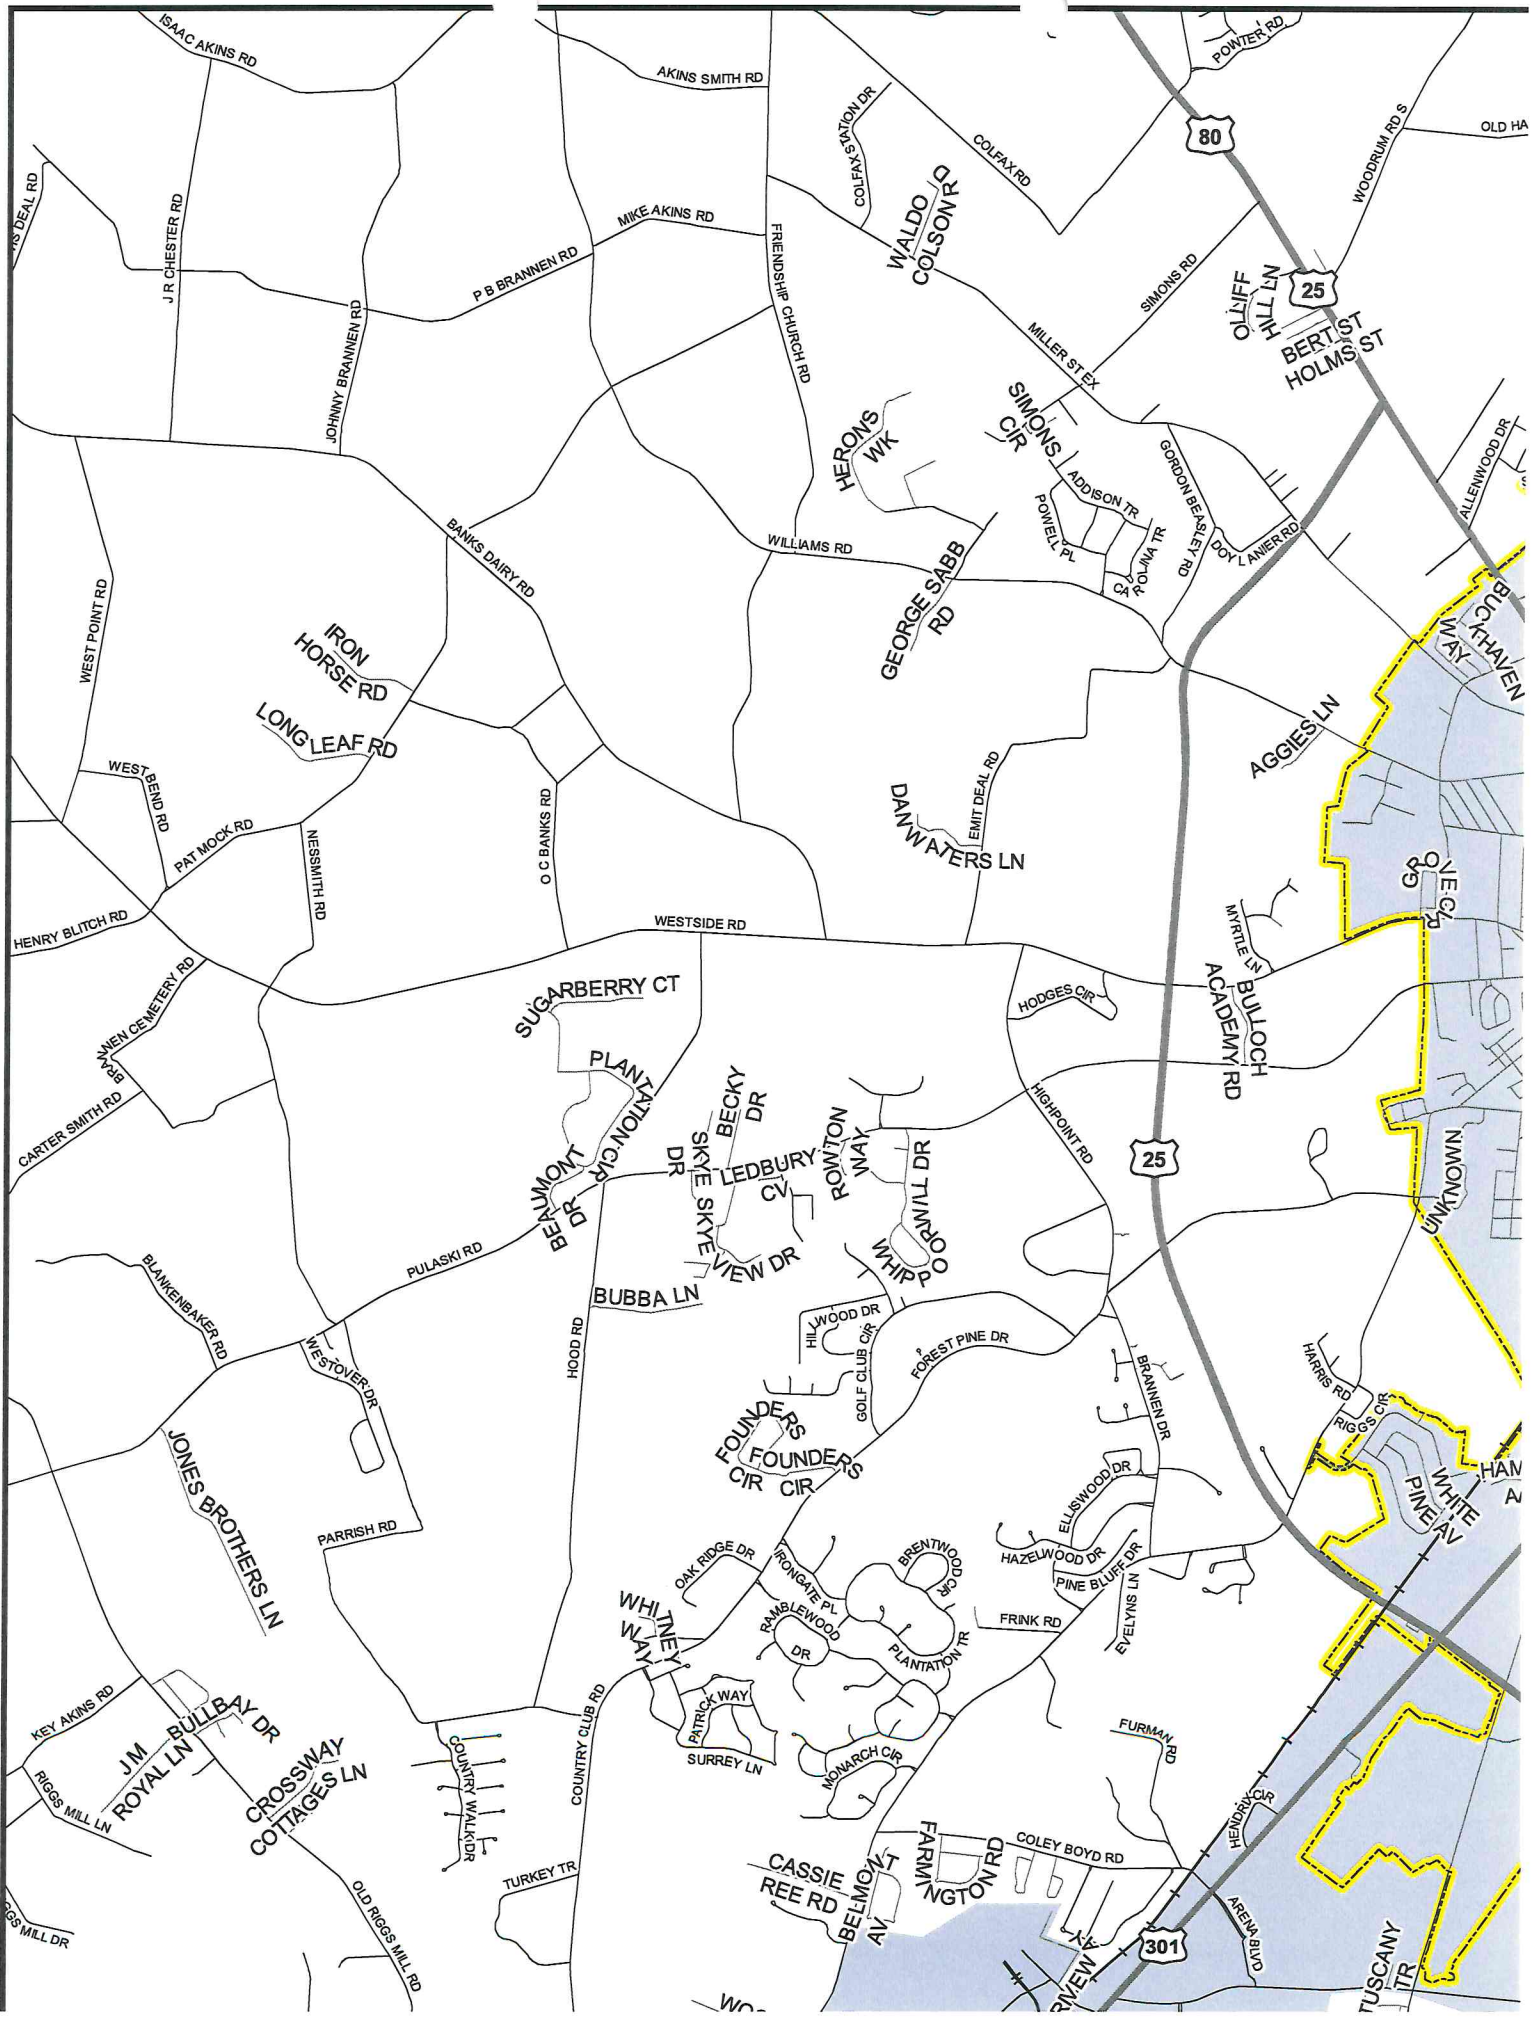 ISAAC AKINS RD
AKINS SMITH RD
POWTER RD
80
COLFAX STATION DR
COLFAX RD
WOODRUM RD S
OLD HA
IS DEAL RD
J R CHESTER RD
MIKE AKINS RD
WALDO
COLSON RD
P B BRANNEN RD
FRIENDSHIP CHURCH RD
SIMONS RD
OLLIFF
HILL LN
25
BERT ST
HOLMS ST
JOHNNY BRANNEN RD
MILLER ST EX
HERONS
WK
SIMONS
CIR
ALLENWOOD DR
S
ADDISON TR
GORDON BEASLEY RD
POWELL PL
CAROLINA TR
DOY LANIER RD
BANKS DAIRY RD
WILLIAMS RD
GEORGE SABB
RD
WEST POINT RD
BUCKHAVEN
WAY
IRON
HORSE RD
LONG LEAF RD
AGGIES LN
WEST BEND RD
O C BANKS RD
EMIT DEAL RD
DAN WATERS LN
PAT MOCK RD
NESSMITH RD
GROVE CIR
HENRY BLITCH RD
WESTSIDE RD
MYRTLE LN
BRANNEN CEMETERY RD
SUGARBERRY CT
HODGES CIR
BULLOCH
ACADEMY RD
PLANTATION CIR
BECKY
DR
HIGHPOINT RD
CARTER SMITH RD
SKYE
DR
LEDBURY
CV
ROWTON
WAY
25
UNKNOWN
BEAUMONT
DR
SKYE
VIEW DR
WHIPPOORWILL DR
PULASKI RD
BLANKENBAKER RD
BUBBA LN
HOOD RD
HILLWOOD DR
GOLF CLUB CIR
FOREST PINE DR
WESTOVER DR
BRANNEN DR
HARRIS RD
RIGGS CIR
FOUNDERS
CIR
FOUNDERS
CIR
JONES BROTHERS LN
ELLISWOOD DR
WHITE
PINE AV
HAM
PARRISH RD
OAK RIDGE DR
IRONGATE PL
BRENTWOOD CIR
HAZELWOOD DR
PINE BLUFF DR
EVELYNS LN
WHITNEY
WAY
RAMBLEWOOD
DR
FRINK RD
PLANTATION TR
KEY AKINS RD
BULLBAY DR
JM
ROYAL LN
PATRICK WAY
SURREY LN
COUNTRY CLUB RD
MONARCH CIR
FURMAN RD
RIGGS MILL LN
CROSSWAY
COTTAGES LN
COUNTRY WALK DR
HENDRIX CIR
FARMINGTON RD
COLEY BOYD RD
TURKEY TR
CASSIE
REE RD
BELMONT
AV
GGS MILL DR
OLD RIGGS MILL RD
ARENA BLVD
301
RIVIEW
AY
TUSCANY
TR